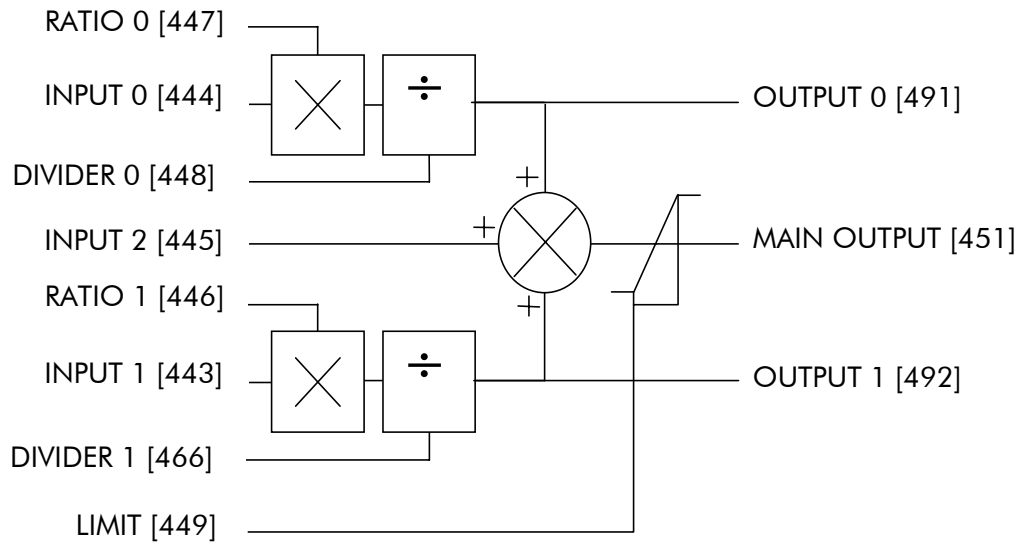 RATIO 0 [447]
INPUT 0 [444]
÷
OUTPUT 0 [491]
DIVIDER 0 [448]
+
+
INPUT 2 [445]
MAIN OUTPUT [451]
RATIO 1 [446]
+
INPUT 1 [443]
÷
OUTPUT 1 [492]
DIVIDER 1 [466]
LIMIT [449]